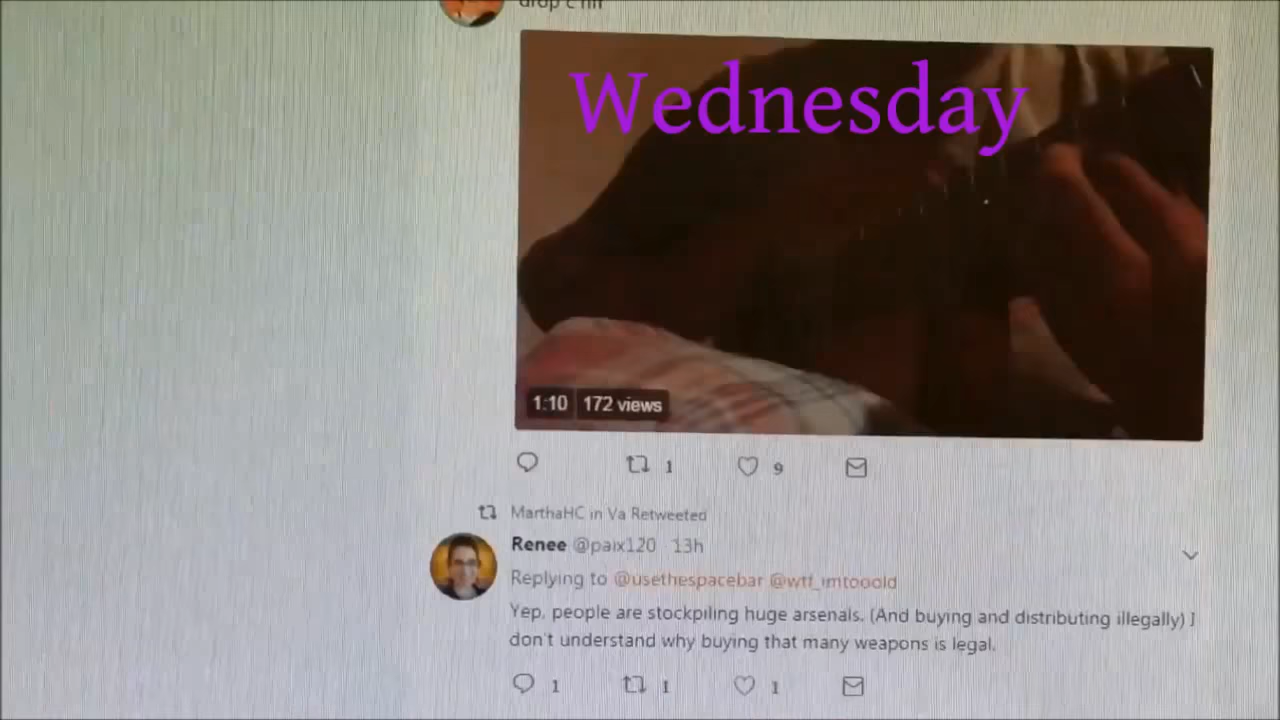 drop c riff
Wednesday
1:10 172 views
1 9
MarthaHC in Va Retweeted
Renee @paix120 13h
Replying to @usethespacebar @wtf_imtooold
Yep, people are stockpiling huge arsenals. (And buying and distributing illegally) I
don't understand why buying that many weapons is legal.
1 1 1